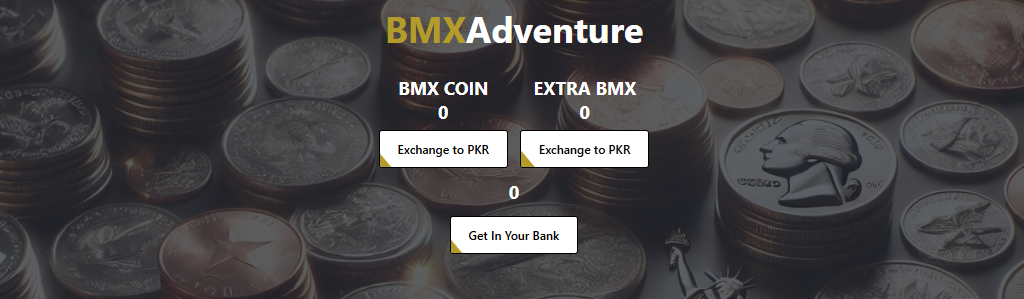 BMXAdventure
BMX COIN EXTRA BMX
0 0
Exchange to PKR Exchange to PKR
0
Get In Your Bank